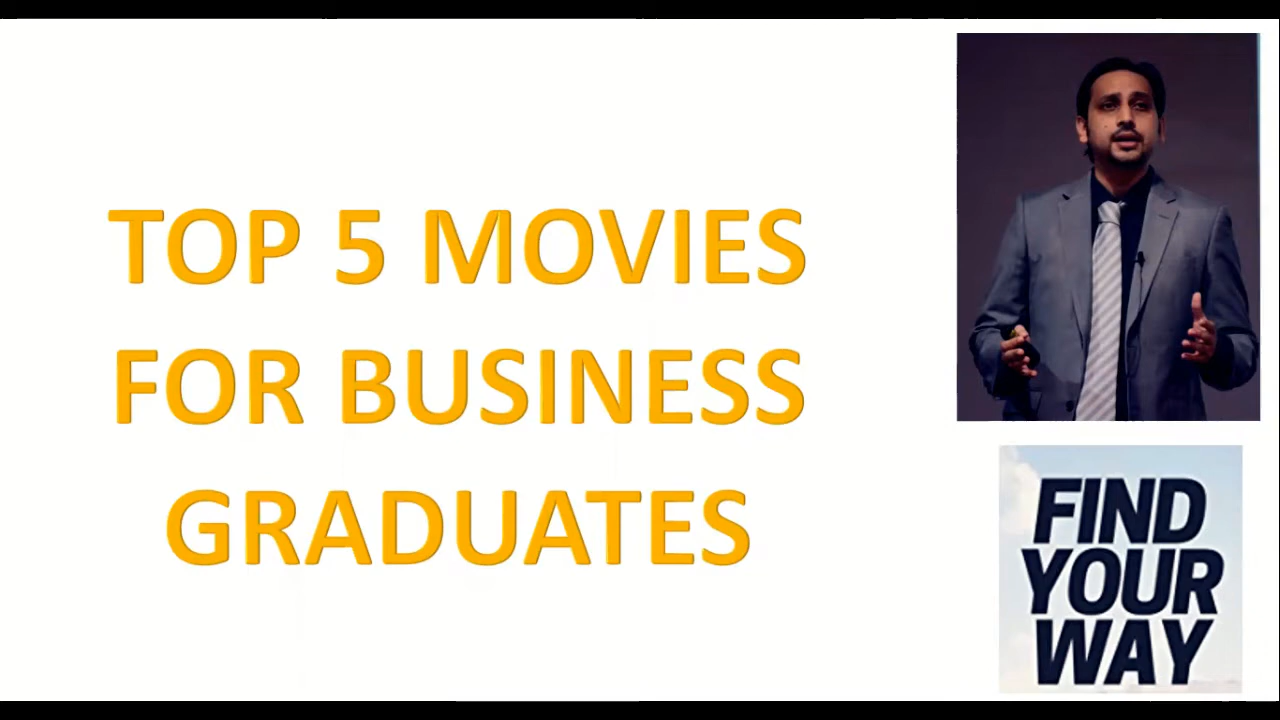 TOP 5 MOVIES
FOR BUSINESS
GRADUATES
FIND
YOUR
WAY